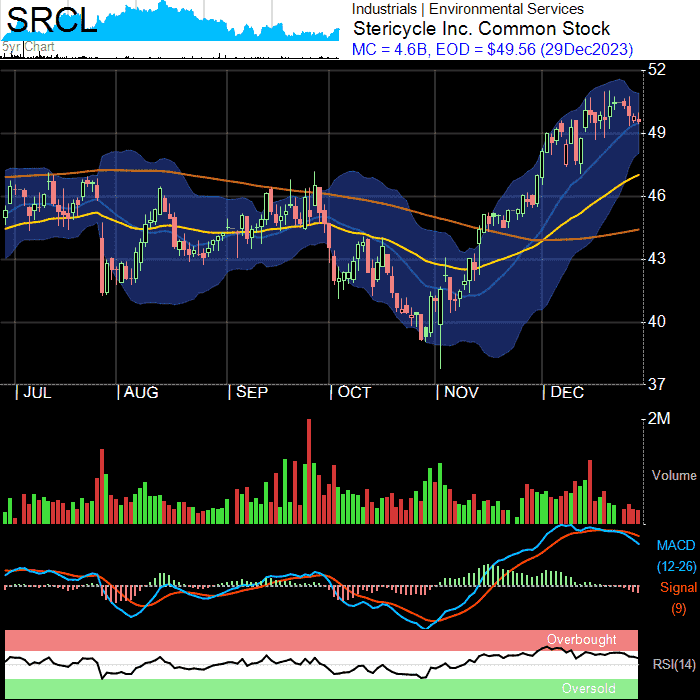 SRCL
5yr Chart
Industrials | Environmental Services
Stericycle Inc. Common Stock
MC = 4.6B, EOD = $49.56 (29Dec2023)
52
49
46
43
40
37
JUL AUG SEP OCT NOV DEC
2M
Volume
MACD
(12-26)
Signal
(9)
Overbought
RSI(14)
Oversold